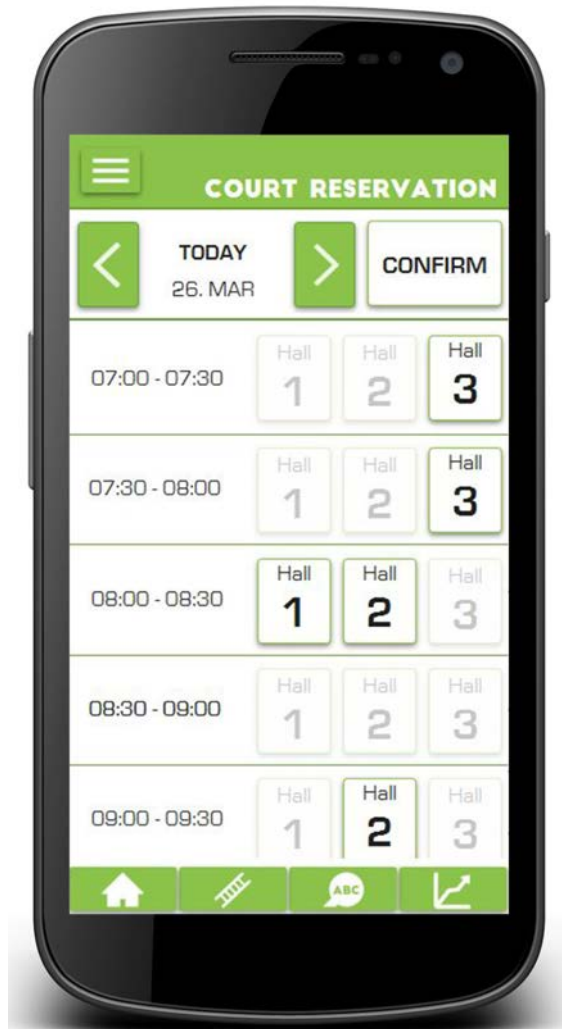 COURT RESERVATION
TODAY
26. MAR
CONFIRM
07:00 - 07:30 Hall 1 Hall 2 Hall 3
07:30 - 08:00 Hall 1 Hall 2 Hall 3
08:00 - 08:30 Hall 1 Hall 2 Hall 3
08:30 - 09:00 Hall 1 Hall 2 Hall 3
09:00 - 09:30 Hall 1 Hall 2 Hall 3
ABC